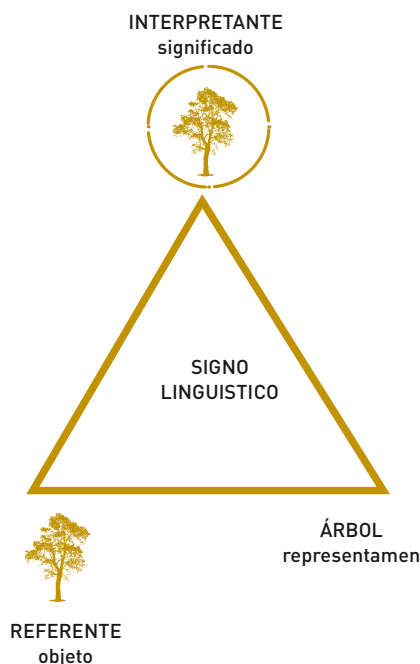 INTERPRETANTE
significado
SIGNO
LINGUISTICO
ÁRBOL
representamen
REFERENTE
objeto